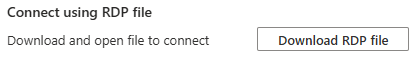 Connect using RDP file
Download and open file to connect
Download RDP file